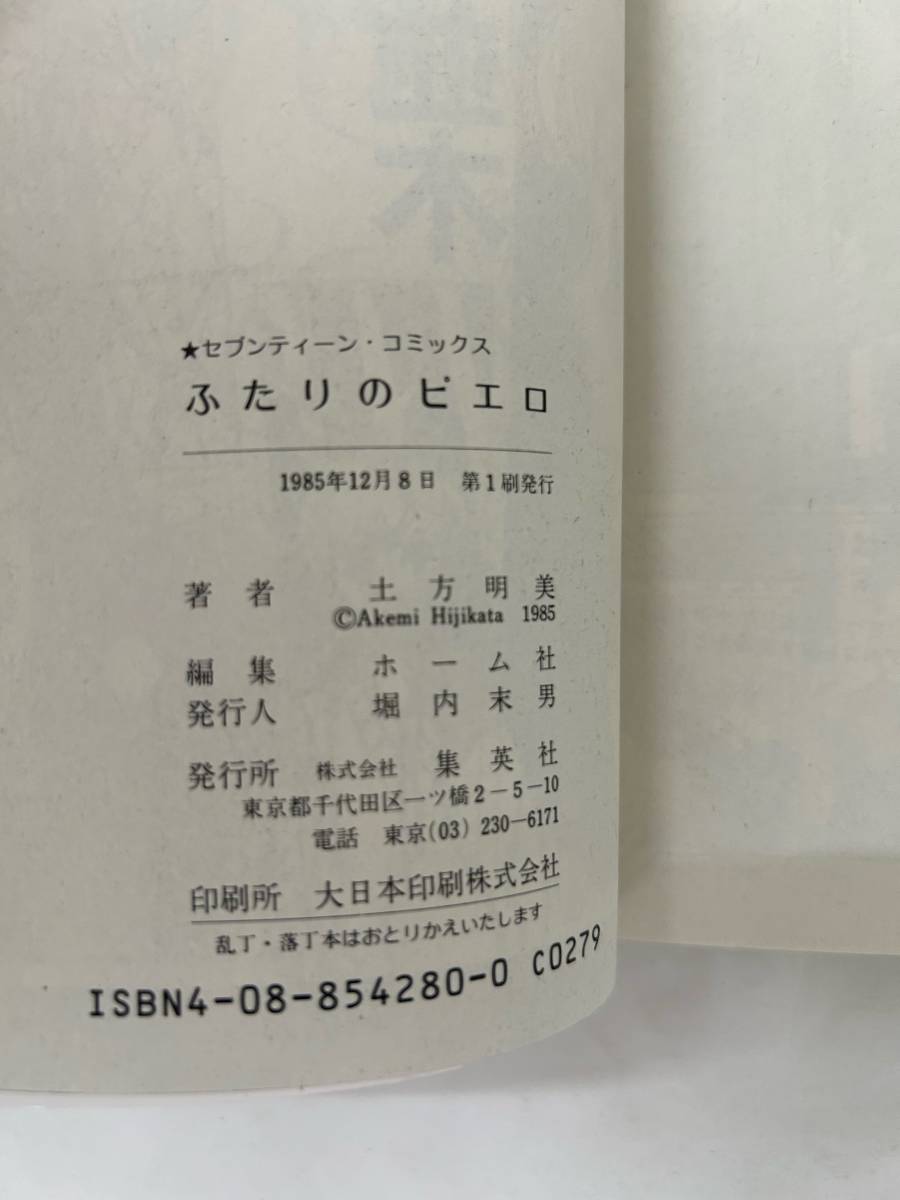 ★セブンティーン・コミックス
ふたりのピエロ
1985年12月8日 第1刷発行
著者 土方明美
©Akemi Hijikata 1985
編集 ホーム社
発行人 堀内末男
発行所 株式会社 集英社
東京都千代田区一ツ橋2-5-10
電話 東京(03)230-6171
印刷所 大日本印刷株式会社
乱丁・落丁本はおとりかえいたします
ISBN4-08-854280-0 C0279